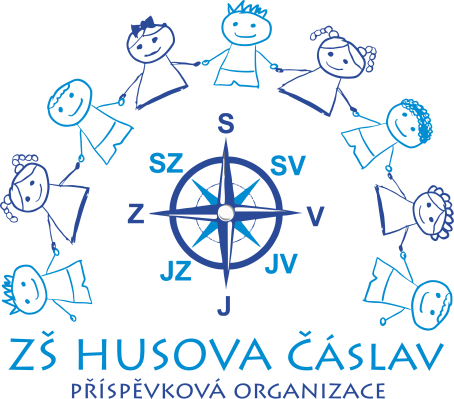 S
SZ SV
Z V
JZ JV
J
ZŠ HUSOVA ČÁSLAV
PŘÍSPĚVKOVÁ ORGANIZACE